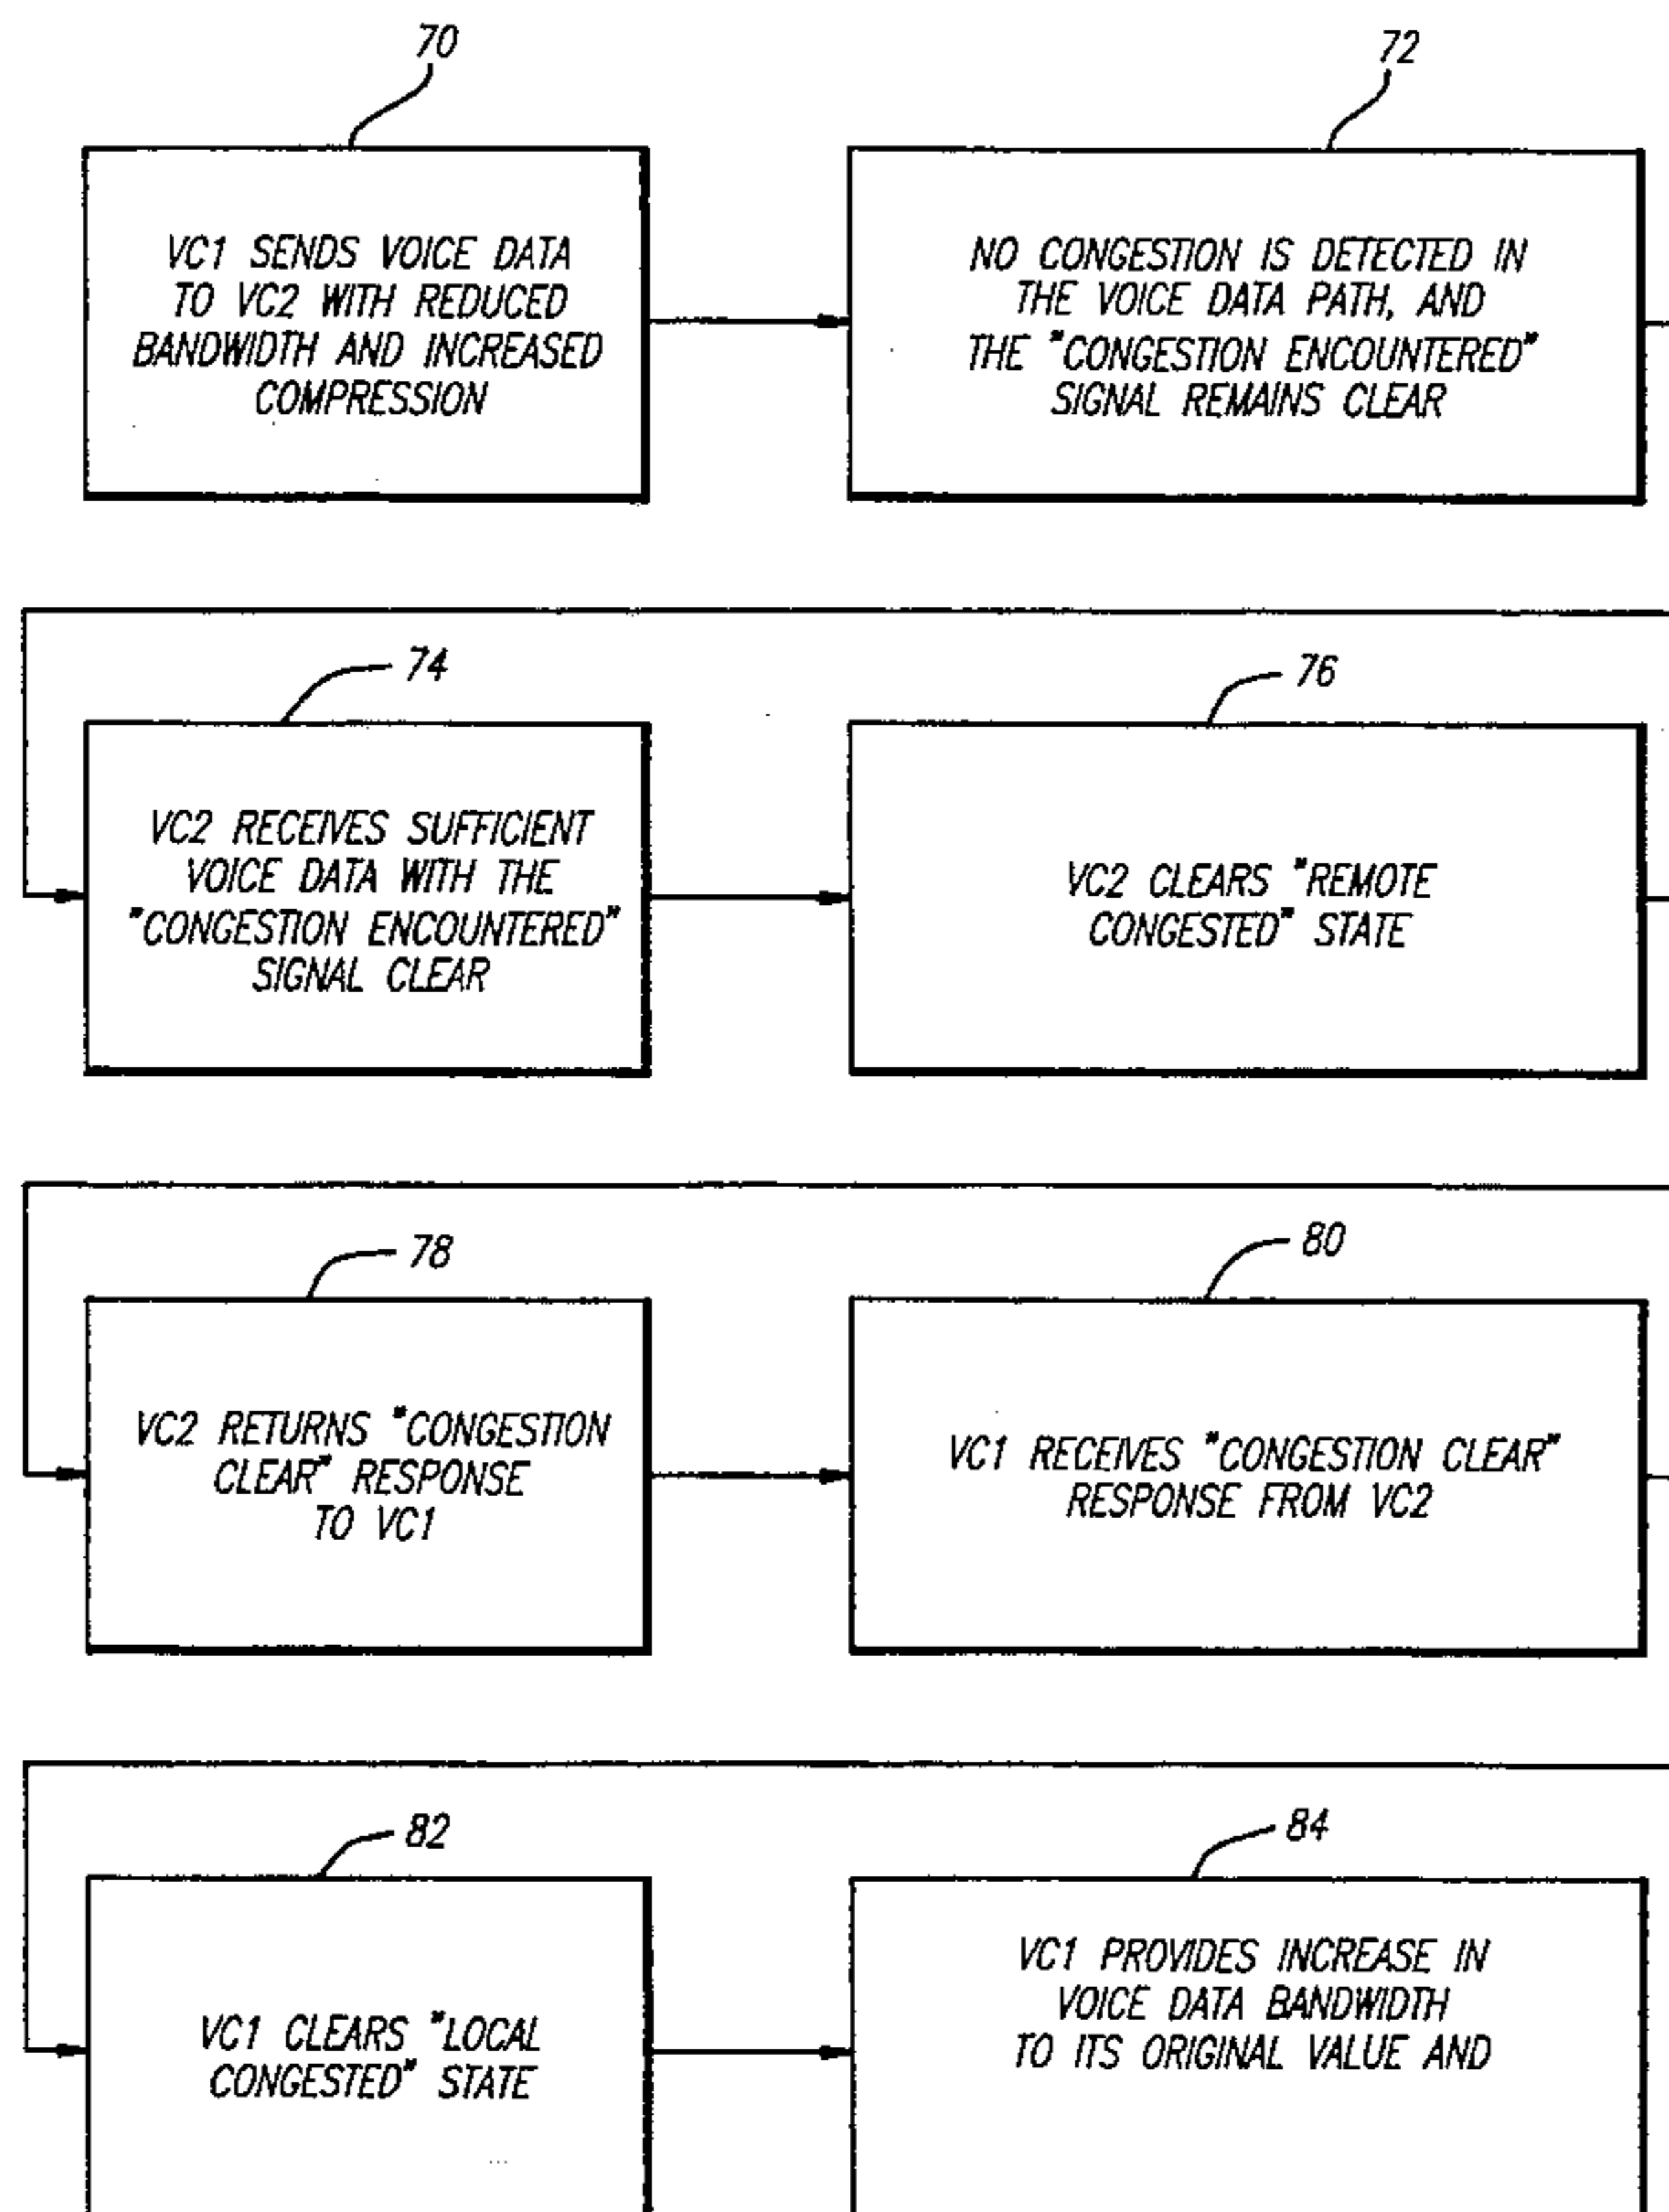 70
72
VC1 SENDS VOICE DATA
TO VC2 WITH REDUCED
BANDWIDTH AND INCREASED
COMPRESSION
NO CONGESTION IS DETECTED IN
THE VOICE DATA PATH, AND
THE "CONGESTION ENCOUNTERED"
SIGNAL REMAINS CLEAR
74
76
VC2 RECEIVES SUFFICIENT
VOICE DATA WITH THE
"CONGESTION ENCOUNTERED"
SIGNAL CLEAR
VC2 CLEARS "REMOTE
CONGESTED" STATE
78
80
VC2 RETURNS "CONGESTION
CLEAR" RESPONSE
TO VC1
VC1 RECEIVES "CONGESTION CLEAR"
RESPONSE FROM VC2
82
84
VC1 CLEARS "LOCAL
CONGESTED" STATE
VC1 PROVIDES INCREASE IN
VOICE DATA BANDWIDTH
TO ITS ORIGINAL VALUE AND